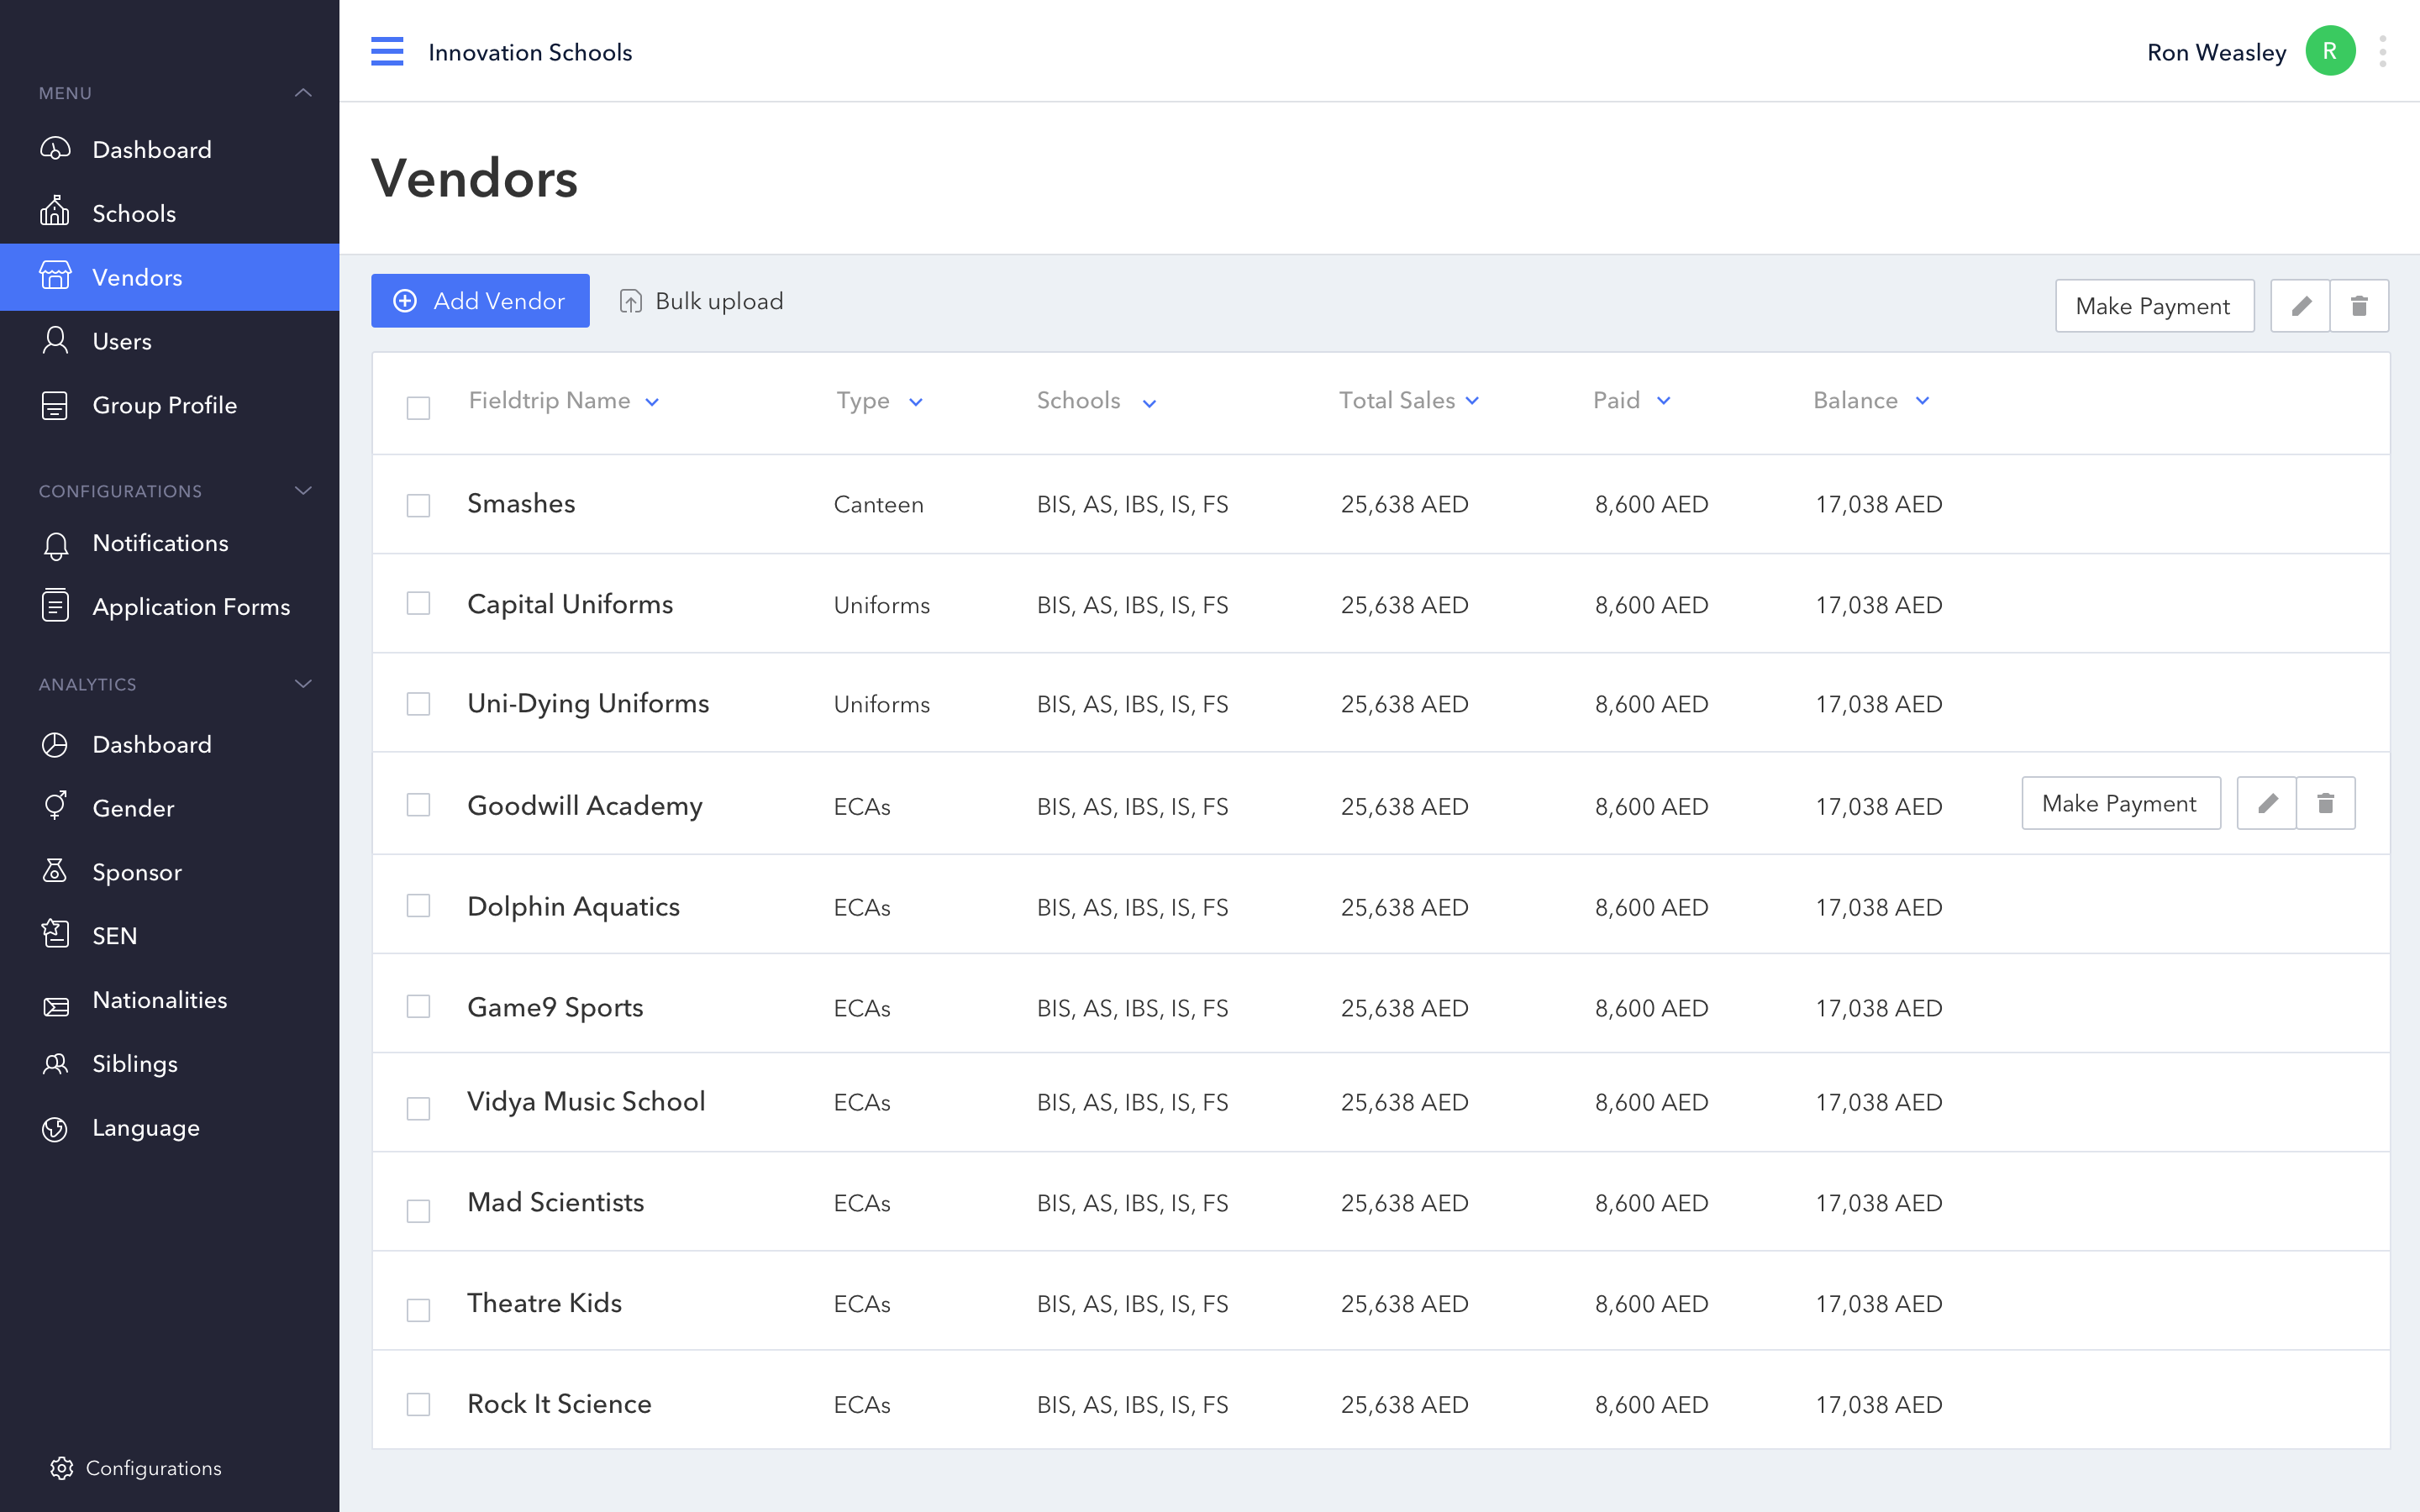 Innovation Schools
Ron Weasley R
MENU
Dashboard
Schools
Vendors
Users
Group Profile
CONFIGURATIONS
Notifications
Application Forms
ANALYTICS
Dashboard
Gender
Sponsor
SEN
Nationalities
Siblings
Language
Configurations
Vendors
Add Vendor Bulk upload Make Payment
Fieldtrip Name Type Schools Total Sales Paid Balance
Smashes Canteen BIS, AS, IBS, IS, FS 25,638 AED 8,600 AED 17,038 AED
Capital Uniforms Uniforms BIS, AS, IBS, IS, FS 25,638 AED 8,600 AED 17,038 AED
Uni-Dying Uniforms Uniforms BIS, AS, IBS, IS, FS 25,638 AED 8,600 AED 17,038 AED
Goodwill Academy ECAs BIS, AS, IBS, IS, FS 25,638 AED 8,600 AED 17,038 AED Make Payment
Dolphin Aquatics ECAs BIS, AS, IBS, IS, FS 25,638 AED 8,600 AED 17,038 AED
Game9 Sports ECAs BIS, AS, IBS, IS, FS 25,638 AED 8,600 AED 17,038 AED
Vidya Music School ECAs BIS, AS, IBS, IS, FS 25,638 AED 8,600 AED 17,038 AED
Mad Scientists ECAs BIS, AS, IBS, IS, FS 25,638 AED 8,600 AED 17,038 AED
Theatre Kids ECAs BIS, AS, IBS, IS, FS 25,638 AED 8,600 AED 17,038 AED
Rock It Science ECAs BIS, AS, IBS, IS, FS 25,638 AED 8,600 AED 17,038 AED